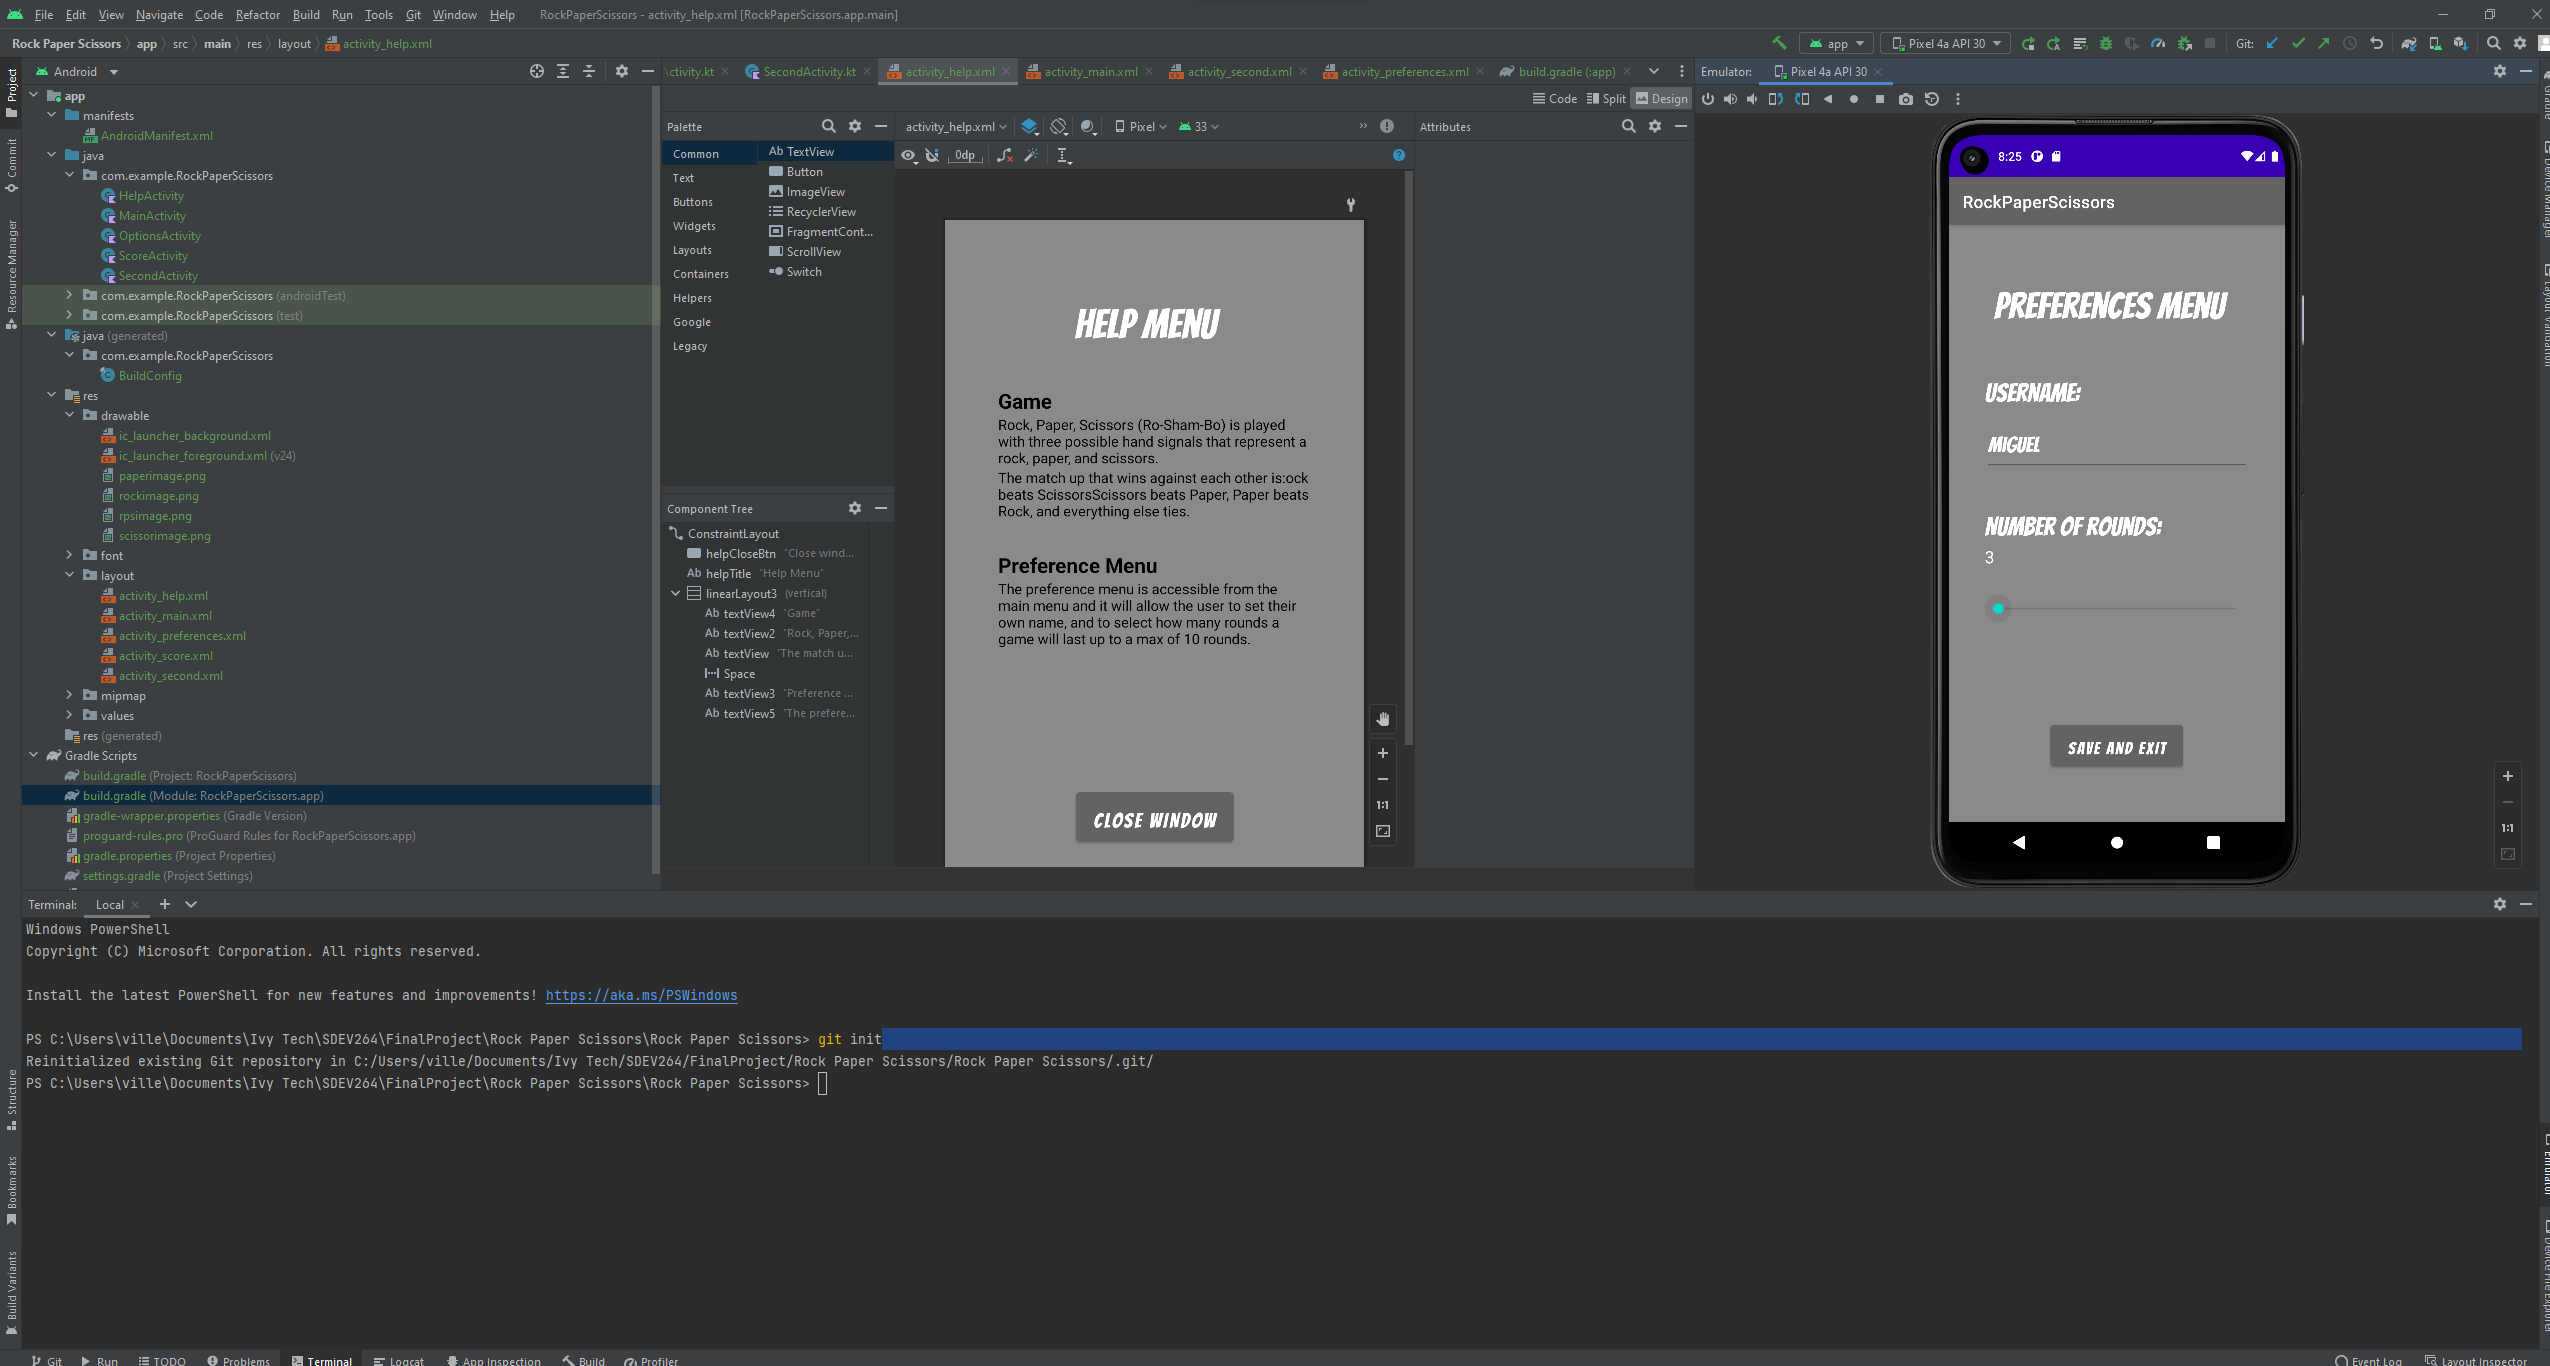 File Edit View Navigate Code Refactor Build Run Tools Git Window Help RockPaperScissors - activity_help.xml [RockPaperScissors.app.main]
Rock Paper Scissors app src main res layout activity_help.xml
app Pixel 4a API 30 Git:
Project
Commit
Resource Manager
Structure
Bookmarks
Build Variants
Android
app
manifests
AndroidManifest.xml
java
com.example.RockPaperScissors
HelpActivity
MainActivity
OptionsActivity
ScoreActivity
SecondActivity
com.example.RockPaperScissors (androidTest)
com.example.RockPaperScissors (test)
java (generated)
com.example.RockPaperScissors
BuildConfig
res
drawable
ic_launcher_background.xml
ic_launcher_foreground.xml (v24)
paperimage.png
rockimage.png
rpsimage.png
scissorimage.png
font
layout
activity_help.xml
activity_main.xml
activity_preferences.xml
activity_score.xml
activity_second.xml
mipmap
values
res (generated)
Gradle Scripts
build.gradle (Project: RockPaperScissors)
build.gradle (Module: RockPaperScissors.app)
gradle-wrapper.properties (Gradle Version)
proguard-rules.pro (ProGuard Rules for RockPaperScissors.app)
gradle.properties (Project Properties)
settings.gradle (Project Settings)
ctivity.kt SecondActivity.kt activity_help.xml activity_main.xml activity_second.xml activity_preferences.xml build.gradle (:app)
Code Split Design
Palette
Common
Text
Buttons
Widgets
Layouts
Containers
Helpers
Google
Legacy
Ab TextView
Button
ImageView
RecyclerView
FragmentCont...
ScrollView
Switch
Component Tree
ConstraintLayout
helpCloseBtn "Close wind...
Ab helpTitle "Help Menu"
linearLayout3 (vertical)
Ab textView4 "Game"
Ab textView2 "Rock, Paper,...
Ab textView "The match u...
Space
Ab textView3 "Preference ...
Ab textView5 "The prefere...
activity_help.xml Pixel 33
0dp
HELP MENU
Game
Rock, Paper, Scissors (Ro-Sham-Bo) is played
with three possible hand signals that represent a
rock, paper, and scissors.
The match up that wins against each other is:ock
beats ScissorsScissors beats Paper, Paper beats
Rock, and everything else ties.
Preference Menu
The preference menu is accessible from the
main menu and it will allow the user to set their
own name, and to select how many rounds a
game will last up to a max of 10 rounds.
CLOSE WINDOW
1:1
Attributes
Emulator: Pixel 4a API 30
8:25
RockPaperScissors
PREFERENCES MENU
USERNAME:
MIGUEL
NUMBER OF ROUNDS:
3
SAVE AND EXIT
1:1
Gradle
Device Manager
Layout Validation
Emulator
Device File Explorer
Terminal: Local
Windows PowerShell
Copyright (C) Microsoft Corporation. All rights reserved.
Install the latest PowerShell for new features and improvements! https://aka.ms/PSWindows
PS C:\Users\ville\Documents\Ivy Tech\SDEV264\FinalProject\Rock Paper Scissors\Rock Paper Scissors> git init
Reinitialized existing Git repository in C:/Users/ville/Documents/Ivy Tech/SDEV264/FinalProject/Rock Paper Scissors/Rock Paper Scissors/.git/
PS C:\Users\ville\Documents\Ivy Tech\SDEV264\FinalProject\Rock Paper Scissors\Rock Paper Scissors>
Git Run TODO Problems Terminal Logcat App Inspection Build Profiler Event Log Layout Inspector